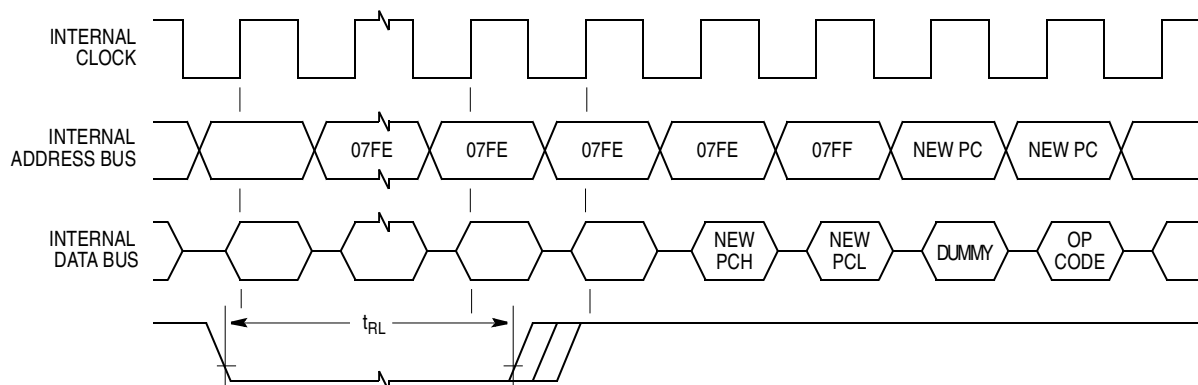 INTERNAL
CLOCK
INTERNAL
ADDRESS BUS
07FE
07FE
07FE
07FE
07FF
NEW PC
NEW PC
INTERNAL
DATA BUS
NEW
PCH
NEW
PCL
DUMMY
OP
CODE
tRL